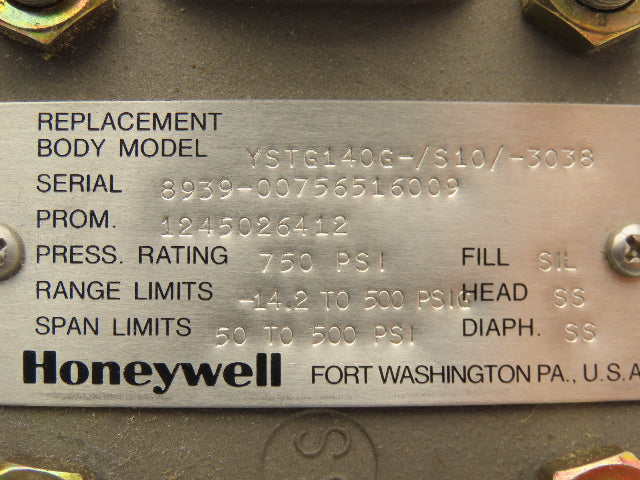 REPLACEMENT
BODY MODEL YSTG140G-/S10/-3038
SERIAL 8939-00756516009
PROM. 1245026412
PRESS. RATING 750 PSI FILL SIL
RANGE LIMITS -14.2 TO 500 PSIG HEAD SS
SPAN LIMITS 50 TO 500 PSI DIAPH. SS
Honeywell FORT WASHINGTON PA., U.S.A
S